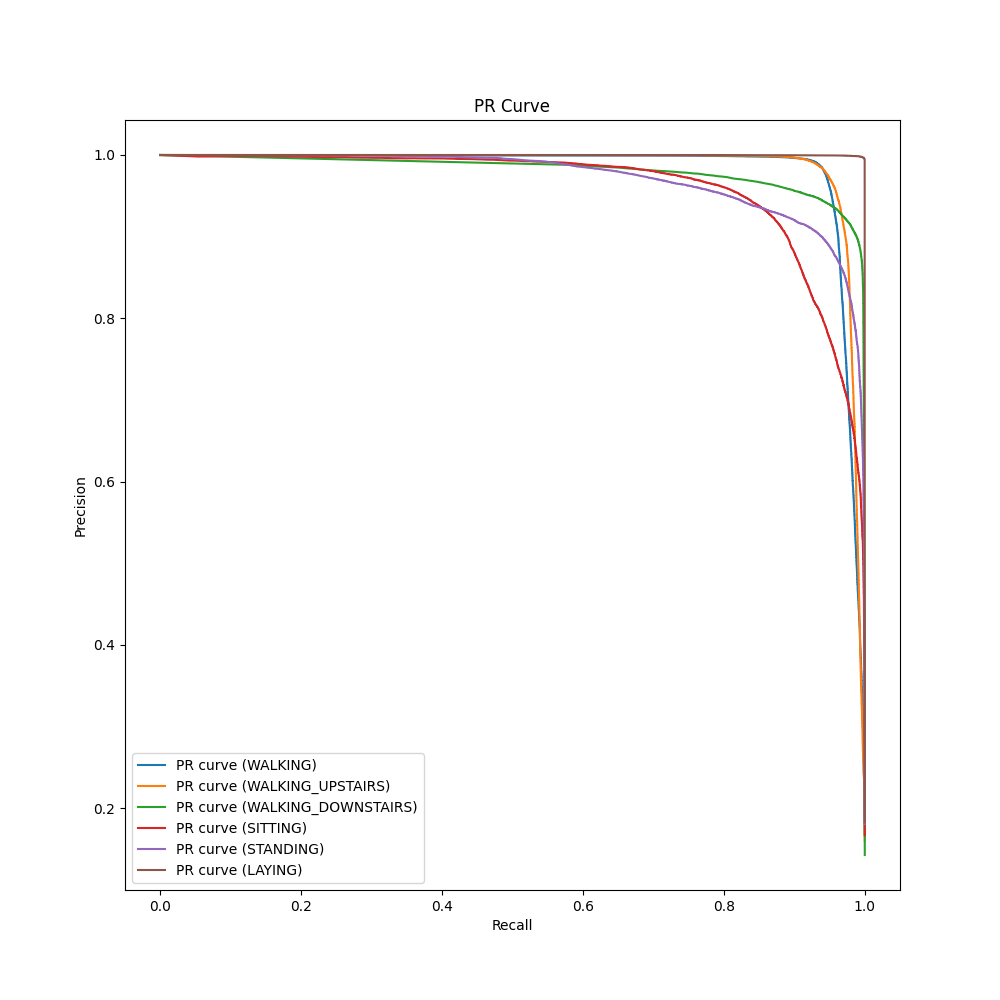 PR Curve
1.0
0.8
0.6
0.4
0.2
Precision
PR curve (WALKING)
PR curve (WALKING_UPSTAIRS)
PR curve (WALKING_DOWNSTAIRS)
PR curve (SITTING)
PR curve (STANDING)
PR curve (LAYING)
0.0 0.2 0.4 0.6 0.8 1.0
Recall